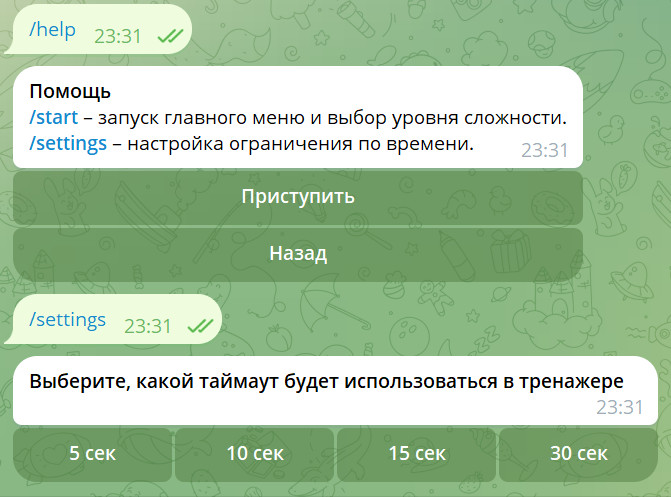 /help 23:31
Помощь
/start – запуск главного меню и выбор уровня сложности.
/settings – настройка ограничения по времени. 23:31
Приступить
Назад
/settings 23:31
Выберите, какой таймаут будет использоваться в тренажере
23:31
5 сек 10 сек 15 сек 30 сек